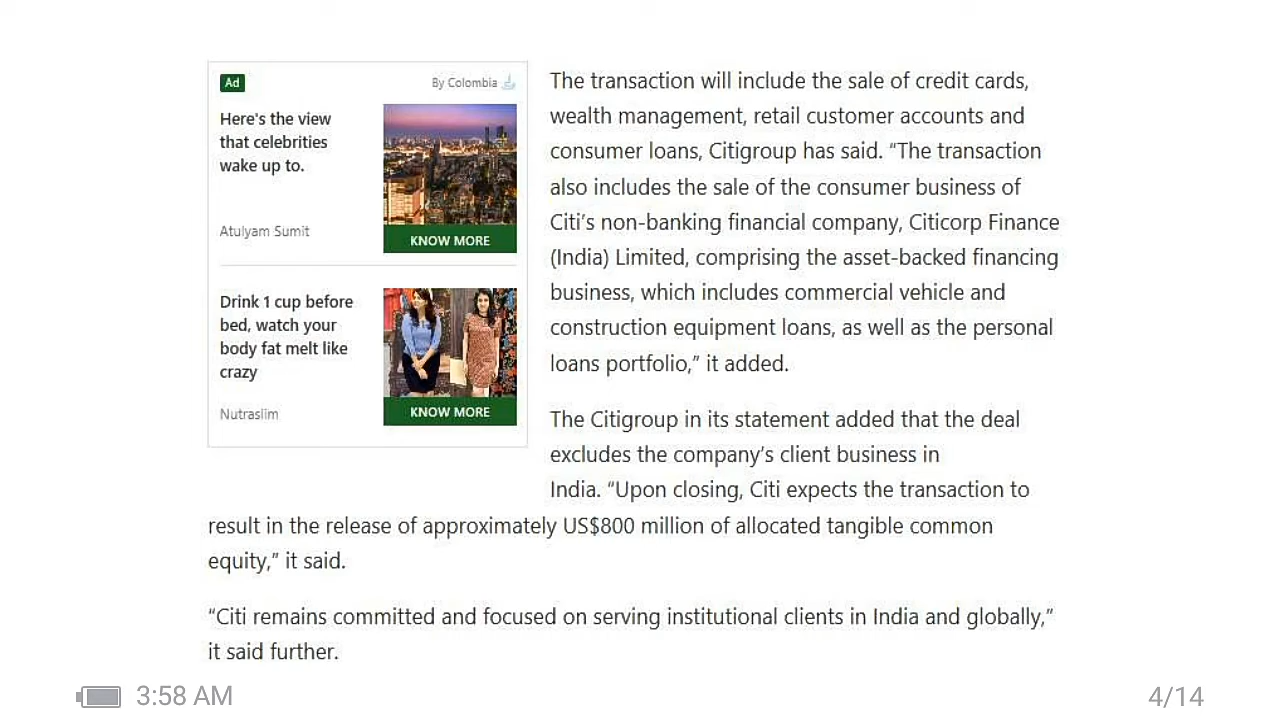 Ad
By Colombia
Here's the view
that celebrities
wake up to.
Atulyam Sumit
KNOW MORE
Drink 1 cup before
bed, watch your
body fat melt like
crazy
Nutraslim
KNOW MORE
The transaction will include the sale of credit cards,
wealth management, retail customer accounts and
consumer loans, Citigroup has said. “The transaction
also includes the sale of the consumer business of
Citi’s non-banking financial company, Citicorp Finance
(India) Limited, comprising the asset-backed financing
business, which includes commercial vehicle and
construction equipment loans, as well as the personal
loans portfolio,” it added.
The Citigroup in its statement added that the deal
excludes the company’s client business in
India. “Upon closing, Citi expects the transaction to
result in the release of approximately US$800 million of allocated tangible common
equity,” it said.
“Citi remains committed and focused on serving institutional clients in India and globally,”
it said further.
3:58 AM
4/14